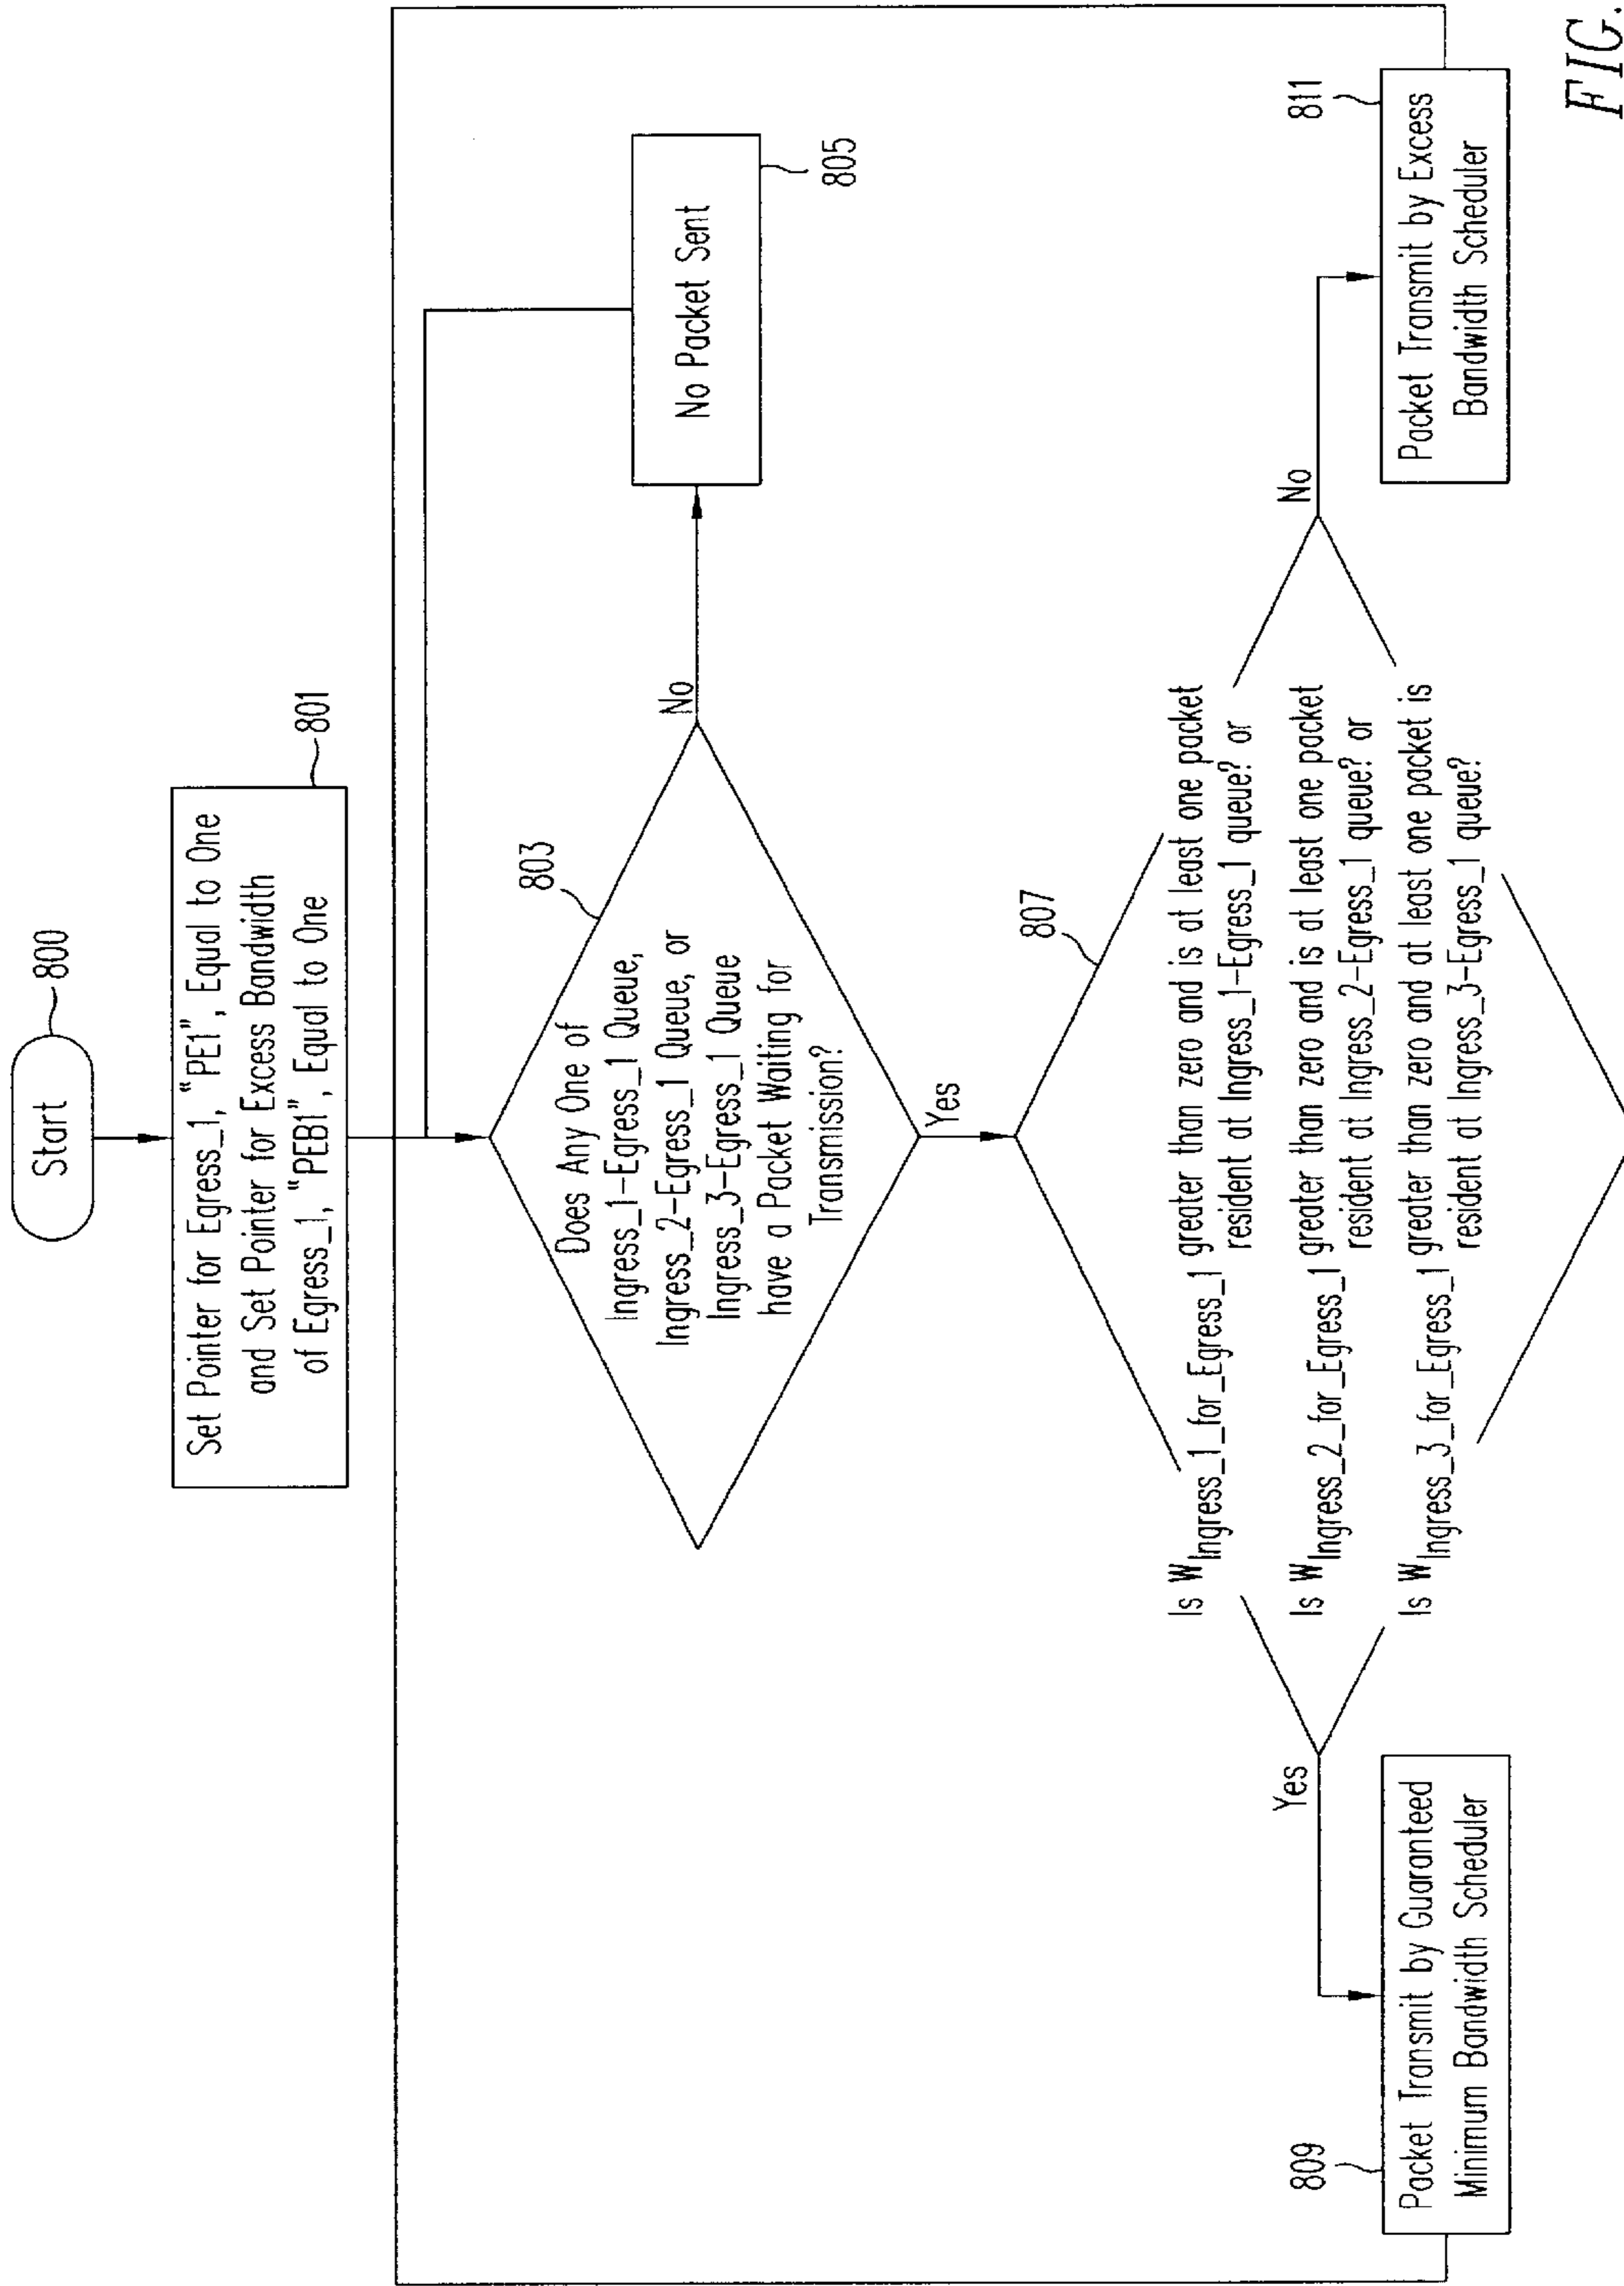 Start
800
Set Pointer for Egress_1, "PE1", Equal to One
and Set Pointer for Excess Bandwidth
of Egress_1, "PEB1", Equal to One
801
Does Any One of
Ingress_1-Egress_1 Queue,
Ingress_2-Egress_1 Queue, or
Ingress_3-Egress_1 Queue
have a Packet Waiting for
Transmission?
803
No
No Packet Sent
805
Yes
807
Is WIngress_1_for_Egress_1 greater than zero and is at least one packet
resident at Ingress_1-Egress_1 queue? or
Is WIngress_2_for_Egress_1 greater than zero and is at least one packet
resident at Ingress_2-Egress_1 queue? or
Is WIngress_3_for_Egress_1 greater than zero and at least one packet is
resident at Ingress_3-Egress_1 queue?
Yes
No
809
Packet Transmit by Guaranteed
Minimum Bandwidth Scheduler
811
Packet Transmit by Excess
Bandwidth Scheduler
FIG.